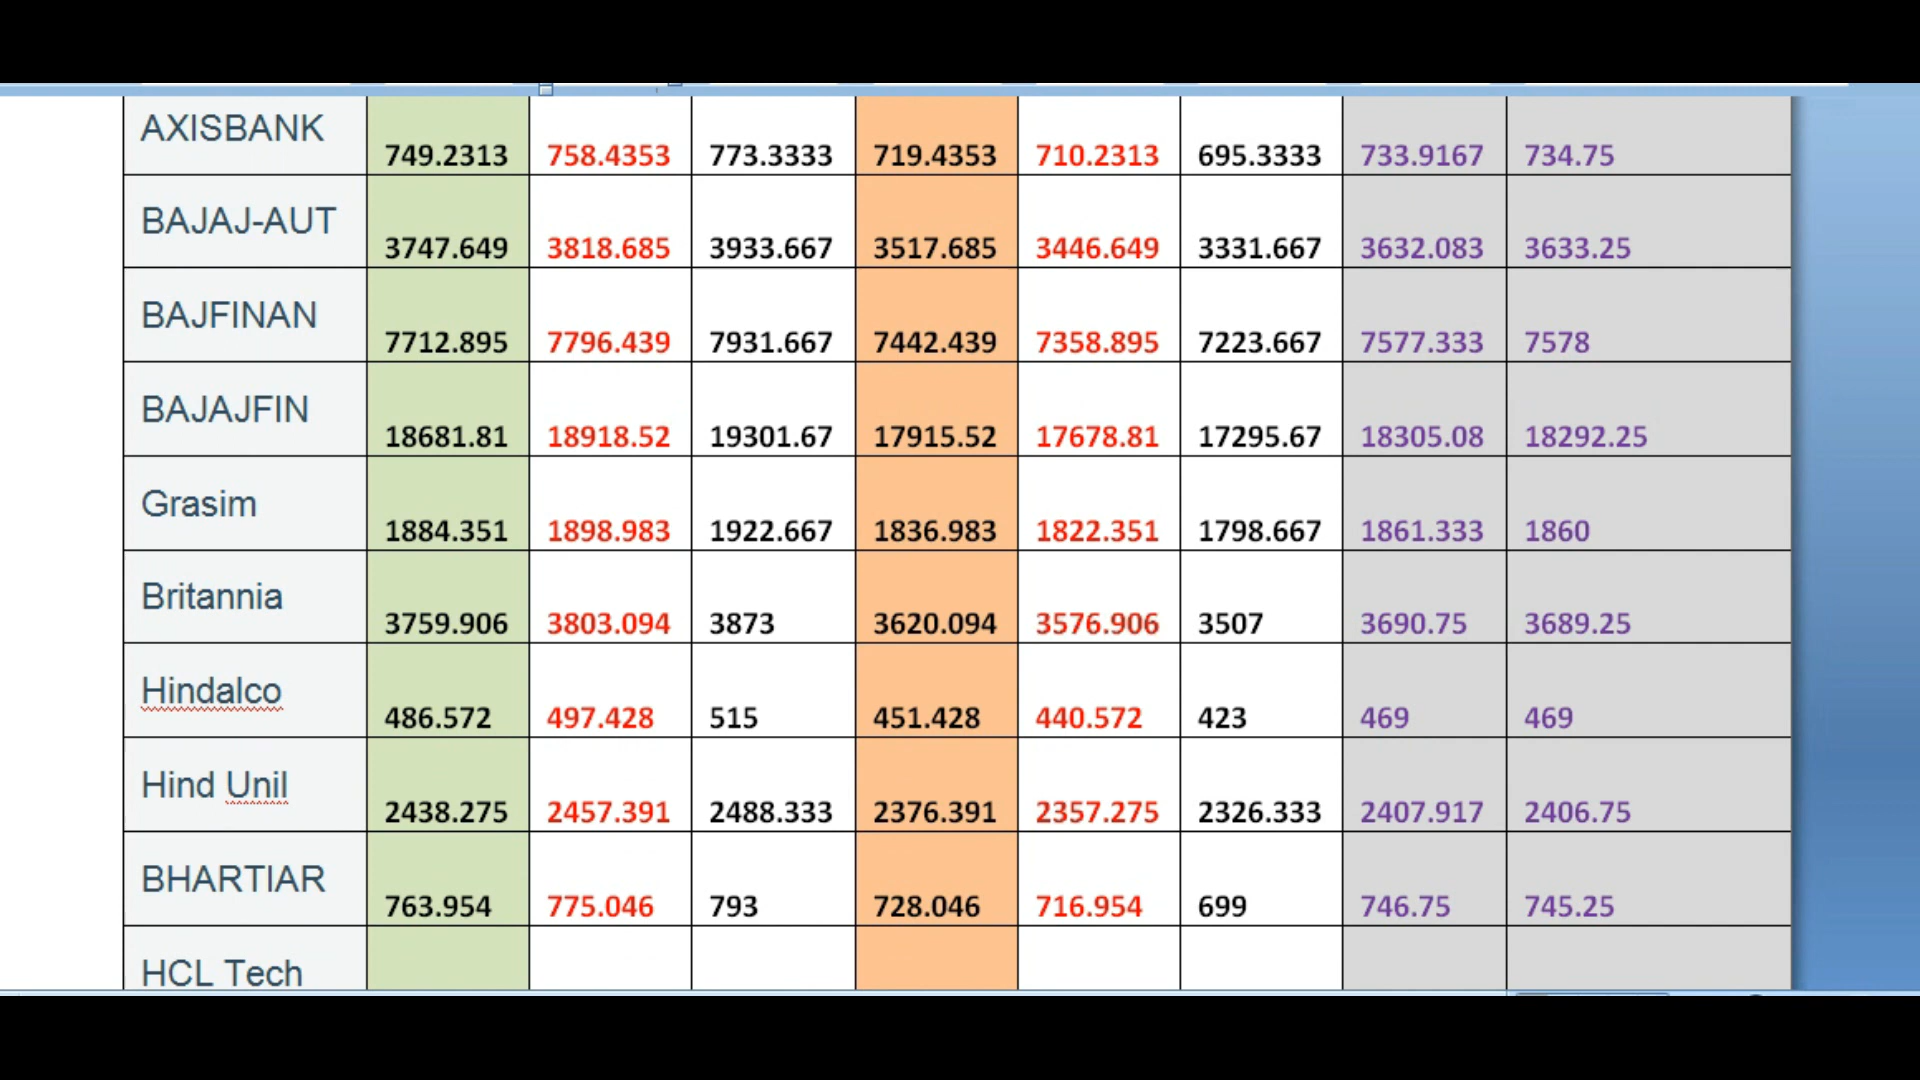 AXISBANK 749.2313 758.4353 773.3333 719.4353 710.2313 695.3333 733.9167 734.75
BAJAJ-AUT 3747.649 3818.685 3933.667 3517.685 3446.649 3331.667 3632.083 3633.25
BAJFINAN 7712.895 7796.439 7931.667 7442.439 7358.895 7223.667 7577.333 7578
BAJAJFIN 18681.81 18918.52 19301.67 17915.52 17678.81 17295.67 18305.08 18292.25
Grasim 1884.351 1898.983 1922.667 1836.983 1822.351 1798.667 1861.333 1860
Britannia 3759.906 3803.094 3873 3620.094 3576.906 3507 3690.75 3689.25
Hindalco 486.572 497.428 515 451.428 440.572 423 469 469
Hind Unil 2438.275 2457.391 2488.333 2376.391 2357.275 2326.333 2407.917 2406.75
BHARTIAR 763.954 775.046 793 728.046 716.954 699 746.75 745.25
HCL Tech